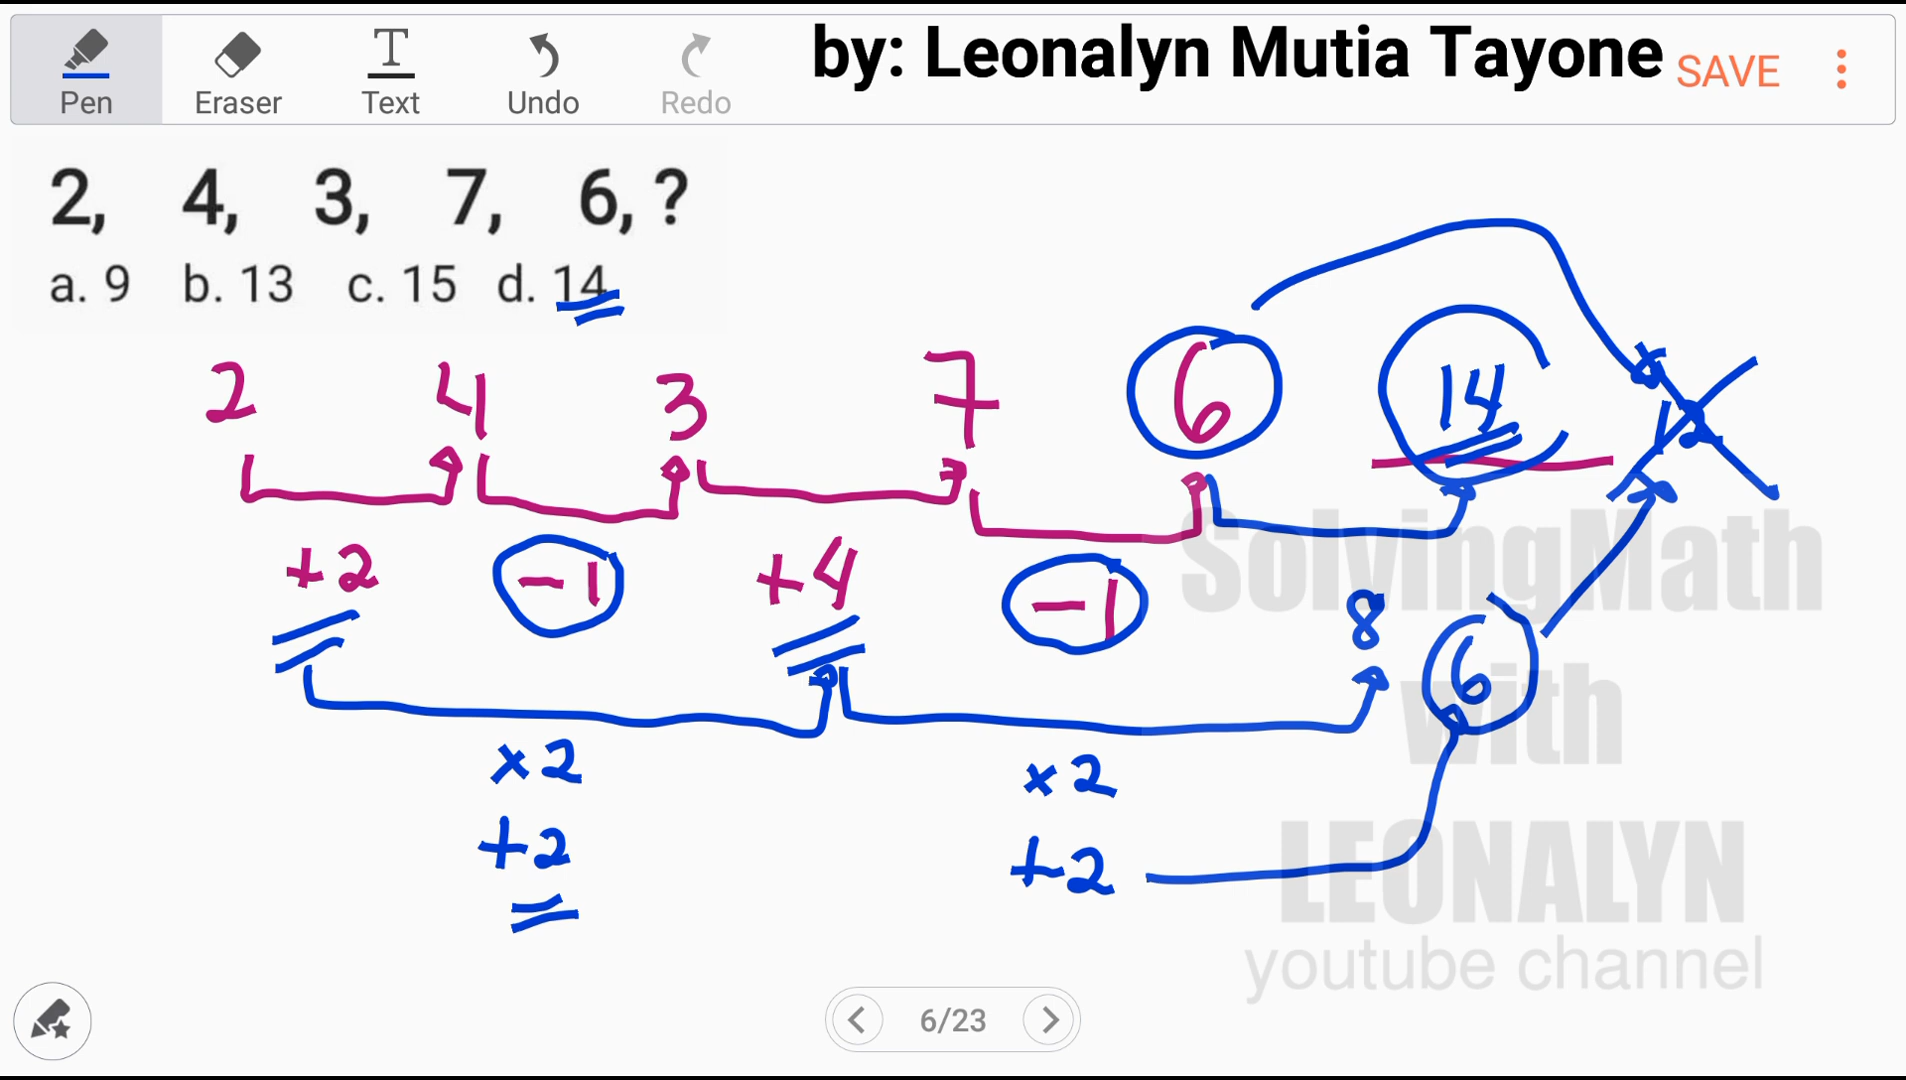 by: Leonalyn Mutia Tayone
Pen Eraser Text Undo Redo SAVE
2, 4, 3, 7, 6, ?
a. 9 b. 13 c. 15 d. 14
2 4 3 7 6 14 12
+2 -1 +4 -1 8 6
×2 ×2
+2 +2
SolvingMath
with
LEONALYN
youtube channel
6/23